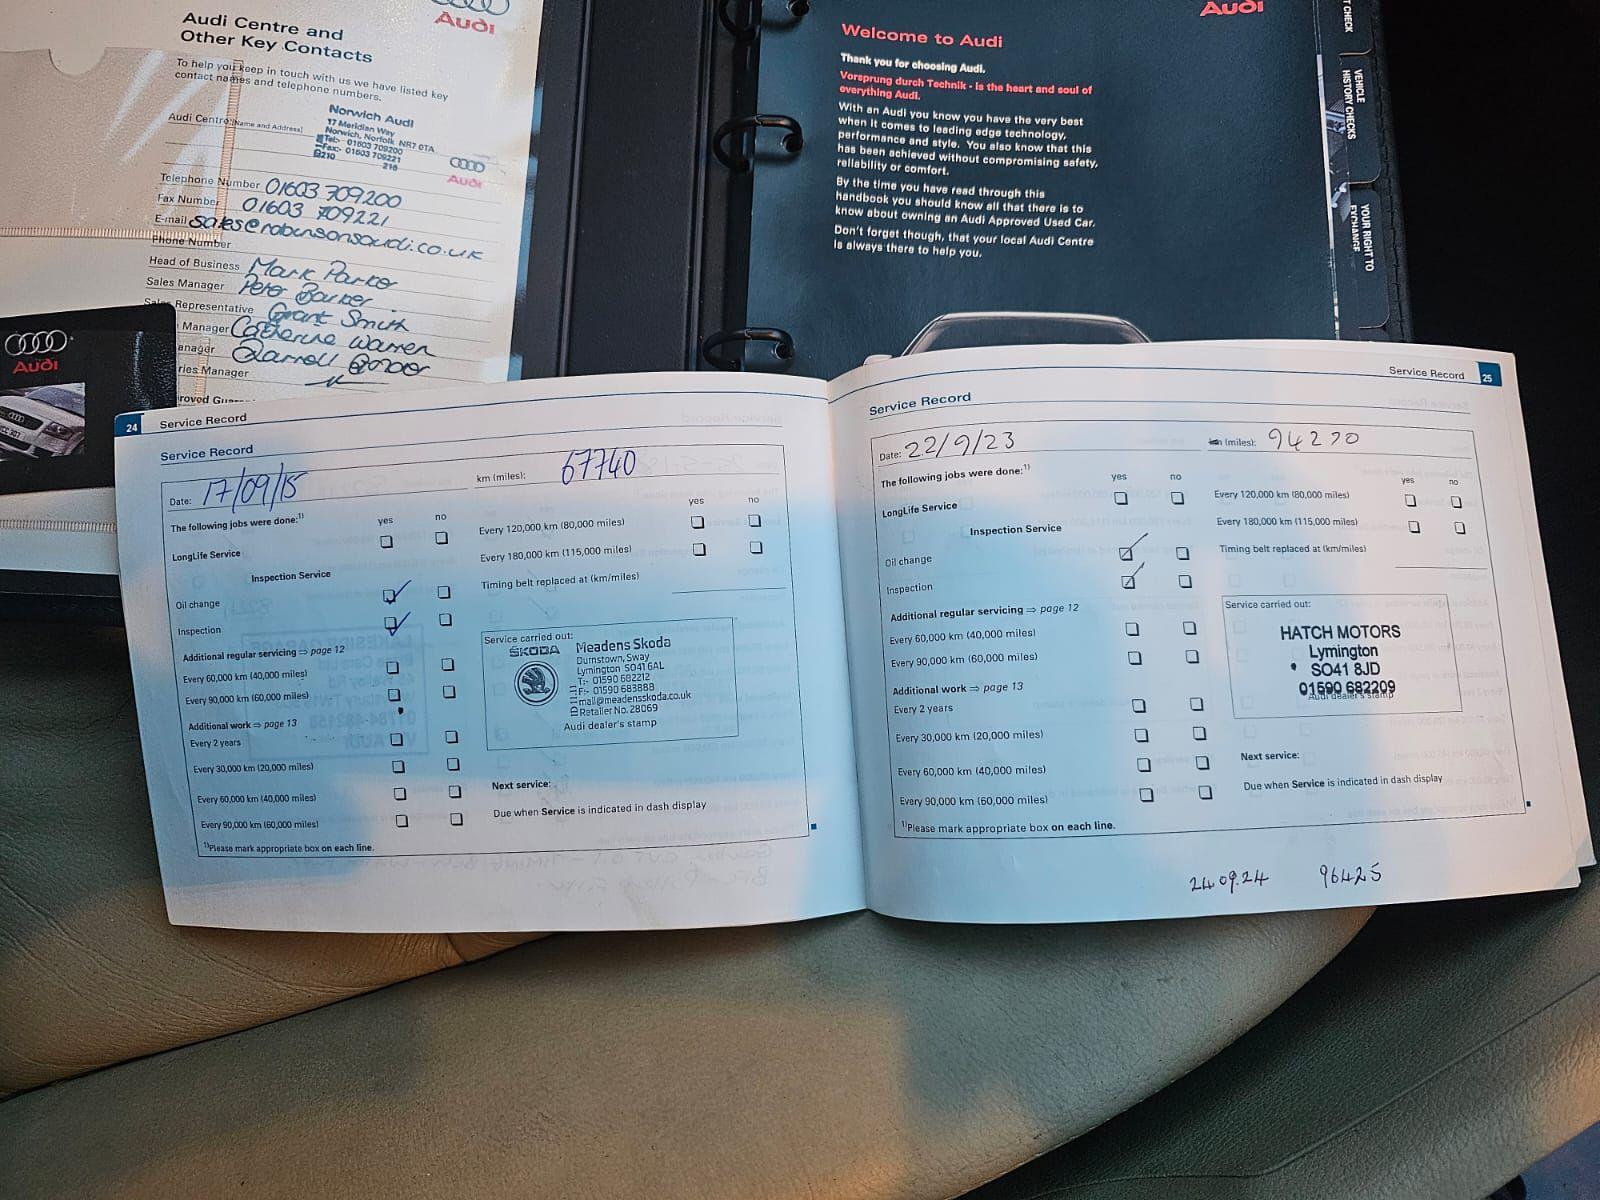 Audi Centre and
Other Key Contacts
Audi
To help you keep in touch with us we have listed key
contact names and telephone numbers.
Audi Centre (Name and Address)
Norwich Audi
17 Meridian Way
Norwich, Norfolk NR7 0TA
Tel:- 01603 709200
Fax:- 01603 709221
210 216
Audi
Telephone Number 01603 709200
Fax Number 01603 709221
E-mail sales@robinsonsaudi.co.uk
Phone Number
Head of Business Mark Parker
Sales Manager Peter Barker
Sales Representative Grant Smith
Manager Catherine Warren
anager Darrell
ries Manager
roved
Audi
Audi
Welcome to Audi
Thank you for choosing Audi.
Vorsprung durch Technik - is the heart and soul of
everything Audi.
With an Audi you know you have the very best
when it comes to leading edge technology,
performance and style. You also know that this
has been achieved without compromising safety,
reliability or comfort.
By the time you have read through this
handbook you should know all that there is to
know about owning an Audi Approved Used Car.
Don't forget though, that your local Audi Centre
is always there to help you.
T CHECK
VEHICLE
HISTORY CHECKS
YOUR RIGHT TO
EXCHANGE
24 Service Record
Service Record
Date: 17/09/15
km (miles): 67740
The following jobs were done:¹⁾
yes no
LongLife Service
Inspection Service
Oil change
Inspection
Additional regular servicing ⇒ page 12
Every 60,000 km (40,000 miles)
Every 90,000 km (60,000 miles)
Additional work ⇒ page 13
Every 2 years
Every 30,000 km (20,000 miles)
Every 60,000 km (40,000 miles)
Every 90,000 km (60,000 miles)
¹⁾Please mark appropriate box on each line.
yes no
Every 120,000 km (80,000 miles)
Every 180,000 km (115,000 miles)
Timing belt replaced at (km/miles)
Service carried out:
ŠKODA
Meadens Skoda
Durnstown, Sway
Lymington SO41 6AL
T:- 01590 682212
F:- 01590 683888
mail@meadensskoda.co.uk
Retailer No. 28069
Audi dealer's stamp
Next service:
Due when Service is indicated in dash display
Service Record 25
Service Record
Date: 22/9/23
km (miles): 94270
The following jobs were done:¹⁾
yes no
LongLife Service
Inspection Service
Oil change
Inspection
Additional regular servicing ⇒ page 12
Every 60,000 km (40,000 miles)
Every 90,000 km (60,000 miles)
Additional work ⇒ page 13
Every 2 years
Every 30,000 km (20,000 miles)
Every 60,000 km (40,000 miles)
Every 90,000 km (60,000 miles)
¹⁾Please mark appropriate box on each line.
yes no
Every 120,000 km (80,000 miles)
Every 180,000 km (115,000 miles)
Timing belt replaced at (km/miles)
Service carried out:
HATCH MOTORS
Lymington
SO41 8JD
01590 682209
Audi dealer's stamp
Next service:
Due when Service is indicated in dash display
24.09.24 96425